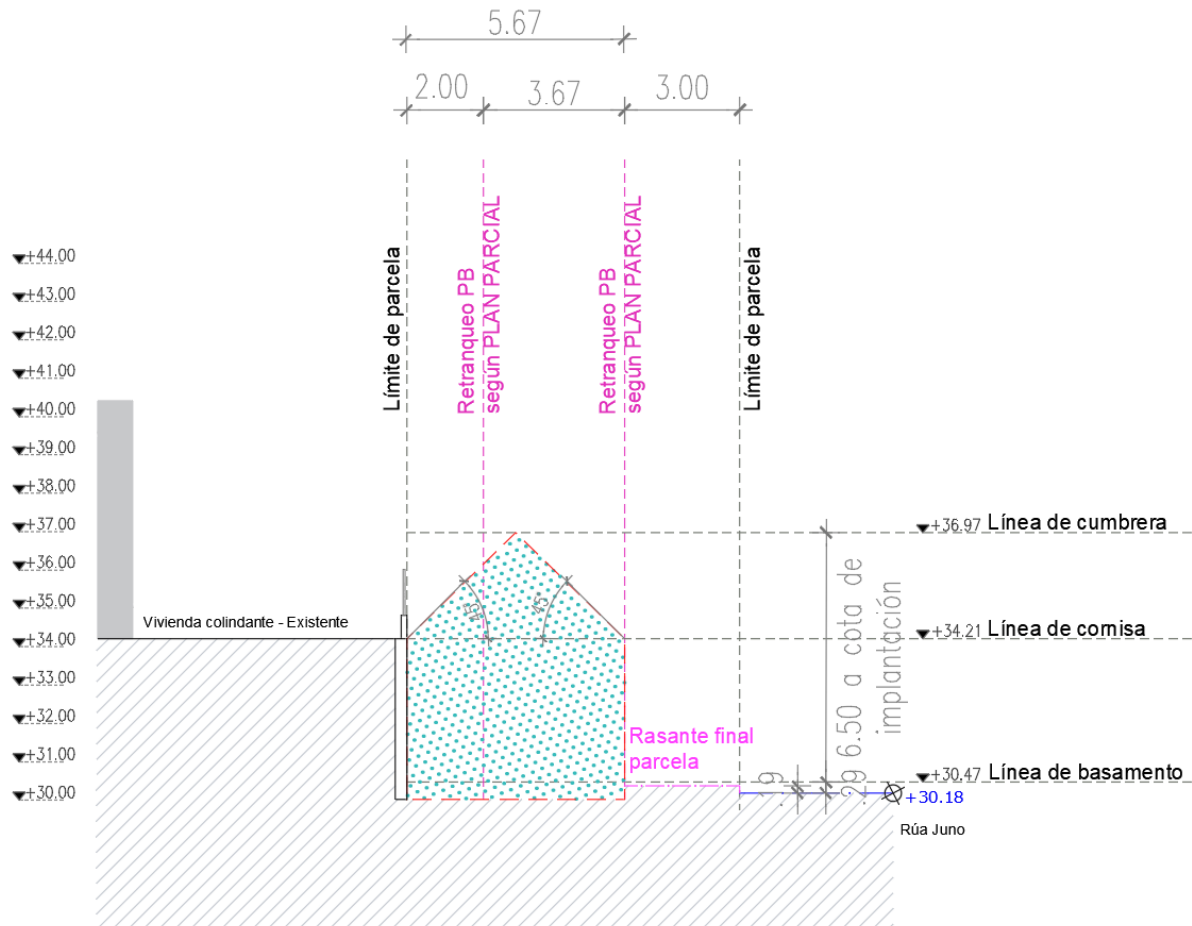 5.67
2.00
3.67
3.00
Límite de parcela
Retranqueo PB
según PLAN PARCIAL
Retranqueo PB
según PLAN PARCIAL
Límite de parcela
+44.00
+43.00
+42.00
+41.00
+40.00
+39.00
+38.00
+37.00
+36.00
+35.00
+34.00
+33.00
+32.00
+31.00
+30.00
+36.97 Línea de cumbrera
Vivienda colindante - Existente
45°
45°
+34.21 Línea de cornisa
6.50 a cota de
implantación
Rasante final
parcela
+30.47 Línea de basamento
.19
.29
+30.18
Rúa Juno